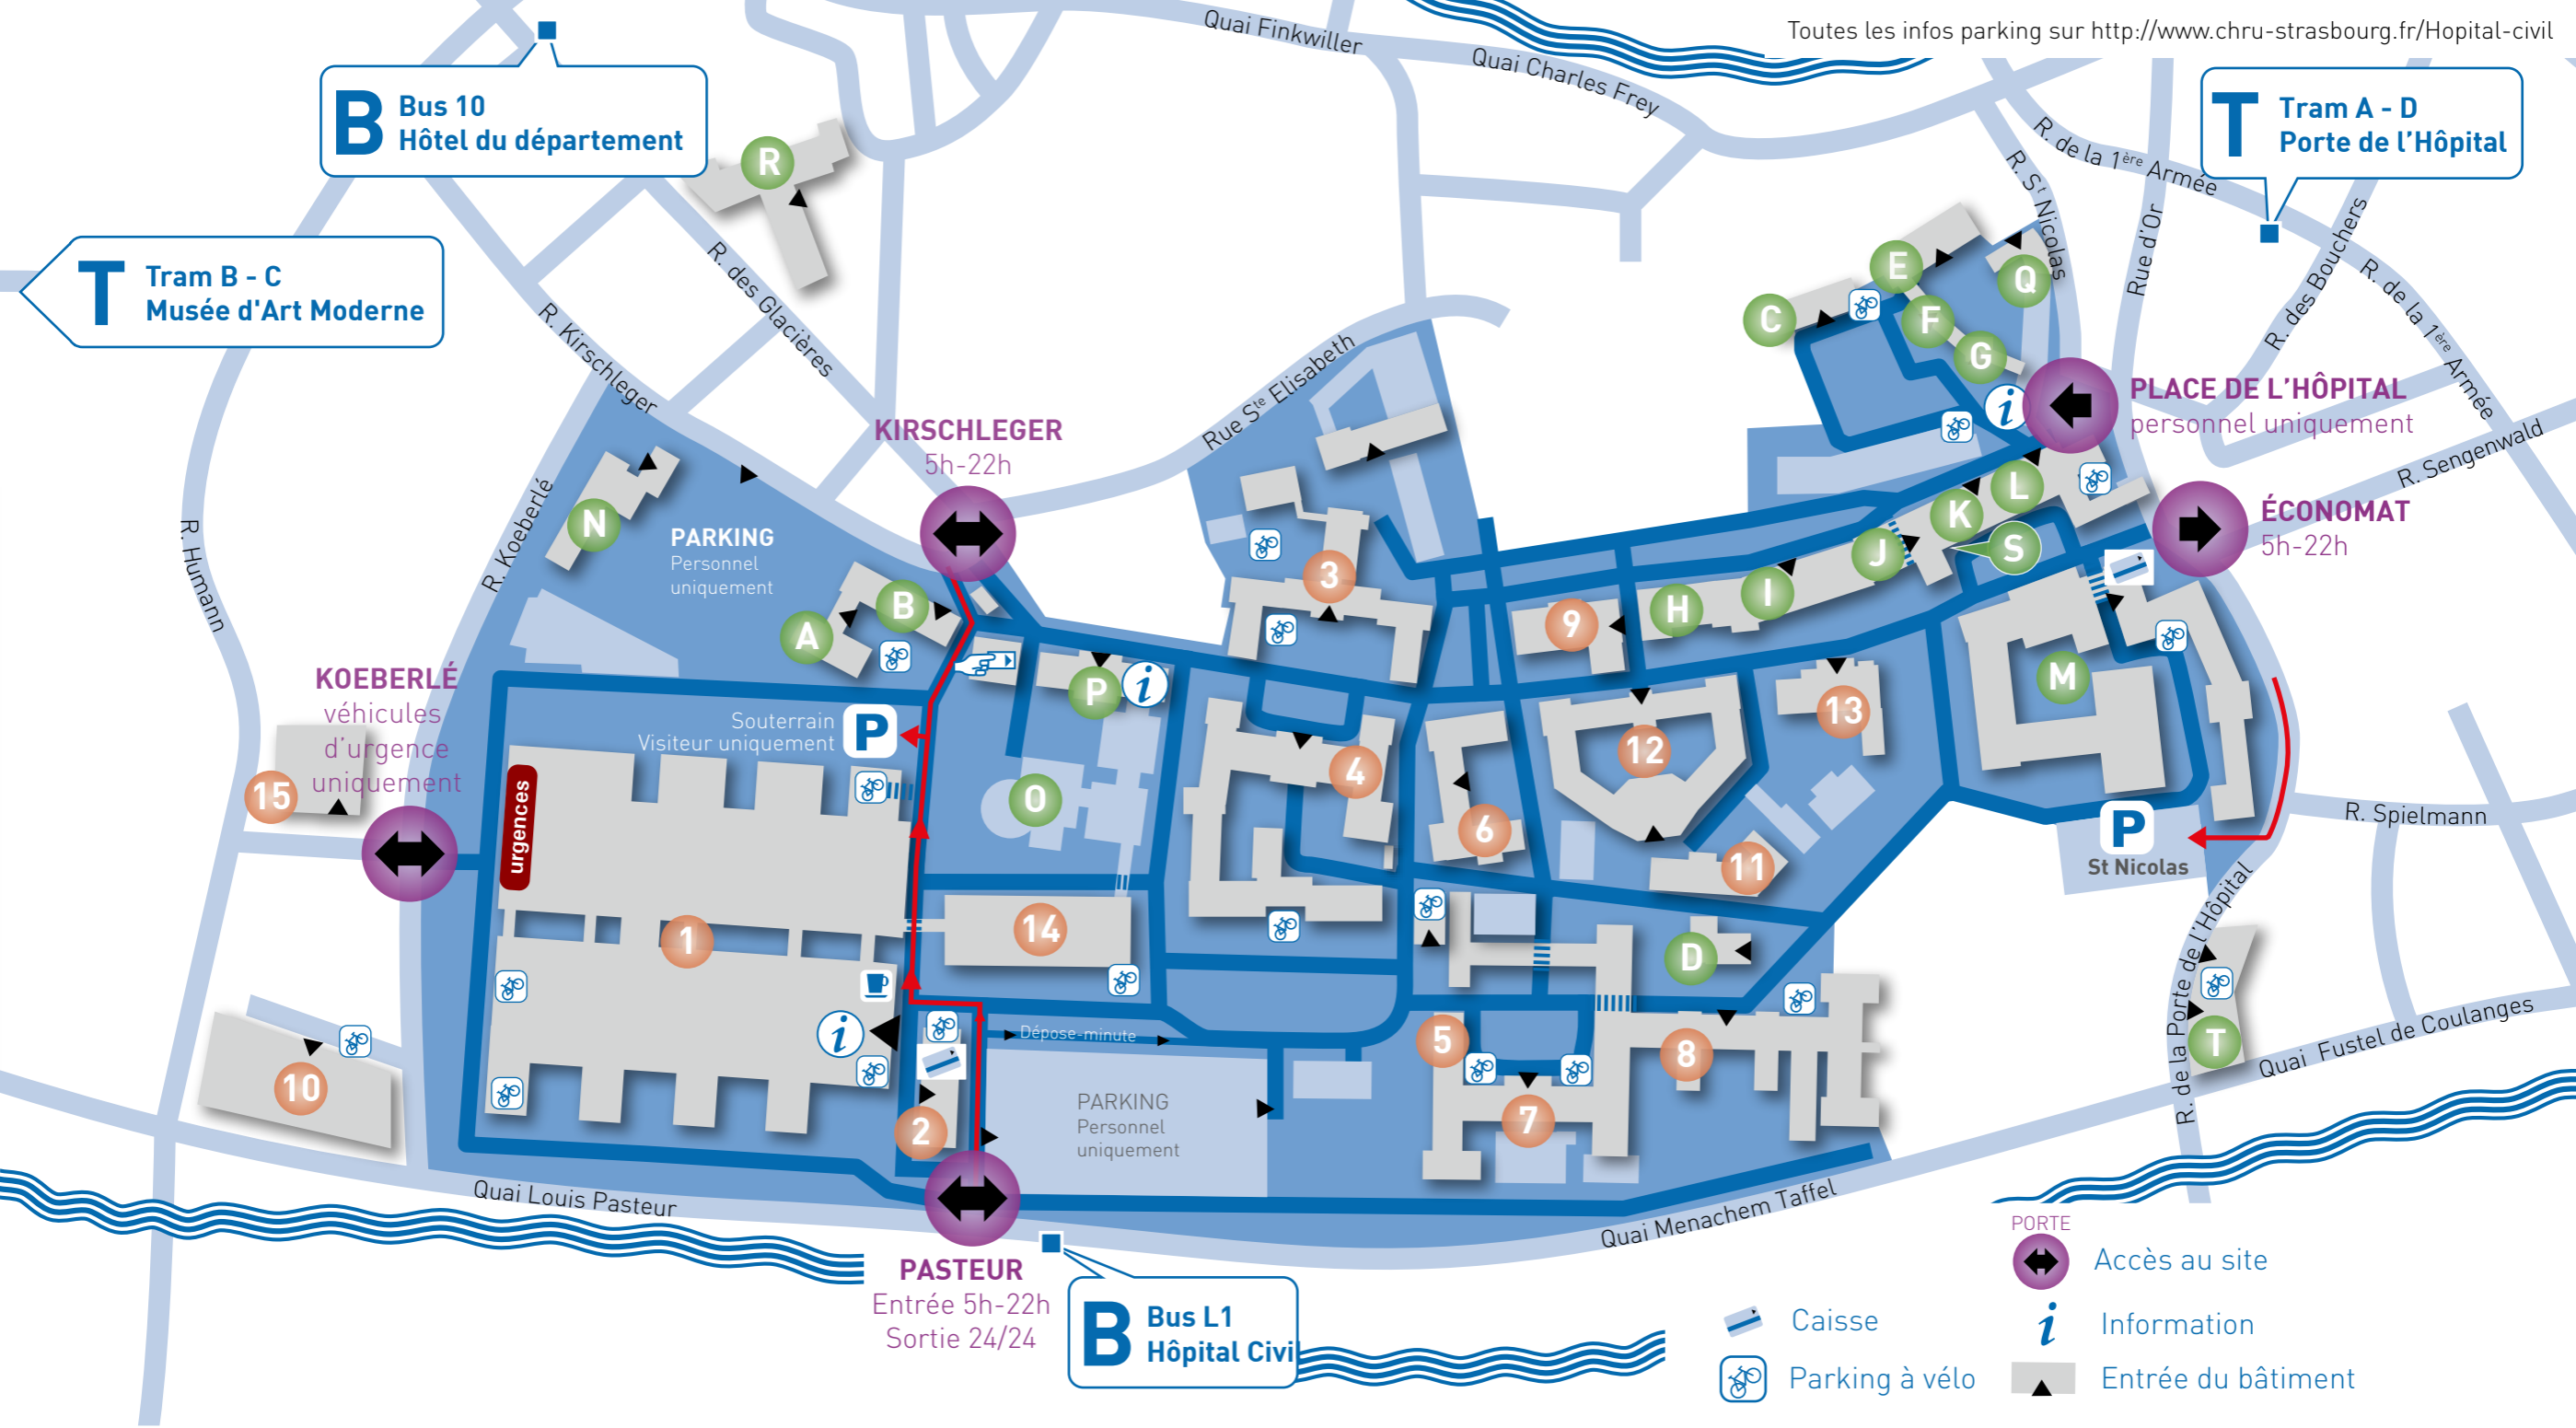 Toutes les infos parking sur http://www.chru-strasbourg.fr/Hopital-civil
Quai Finkwiller
Quai Charles Frey
B
Bus 10
Hôtel du département
T
Tram A - D
Porte de l'Hôpital
R. de la 1ère Armée
R. St Nicolas
Rue d'Or
R. des Bouchers
R. de la 1ère Armée
R
T
Tram B - C
Musée d'Art Moderne
R. des Glacières
R. Kirschleger
Rue Ste Elisabeth
E
Q
C
F
G
i
PLACE DE L'HÔPITAL
personnel uniquement
R. Sengenwald
KIRSCHLEGER
5h-22h
ÉCONOMAT
5h-22h
R. Humann
R. Koeberlé
N
PARKING
Personnel
uniquement
A
B
3
9
H
I
J
K
L
S
P
i
M
13
KOEBERLÉ
véhicules
d'urgence
uniquement
15
Souterrain
Visiteur uniquement
P
urgences
O
4
12
6
11
P
St Nicolas
R. Spielmann
1
14
D
R. de la Porte de l'Hôpital
T
Quai Fustel de Coulanges
10
i
2
Dépose-minute
PARKING
Personnel
uniquement
5
8
7
Quai Louis Pasteur
Quai Menachem Taffel
PASTEUR
Entrée 5h-22h
Sortie 24/24
B
Bus L1
Hôpital Civil
PORTE
Accès au site
Caisse
i
Information
Parking à vélo
Entrée du bâtiment